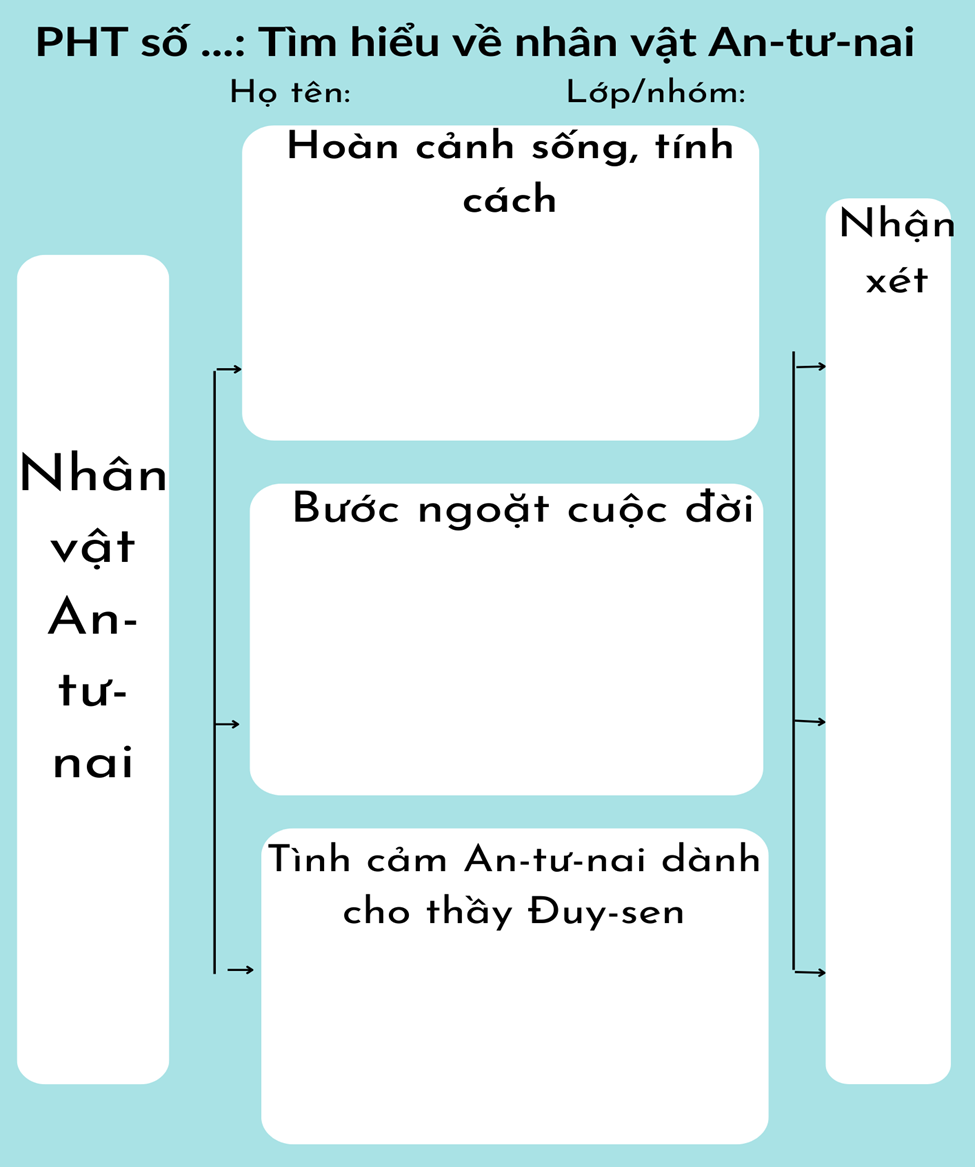 PHT số ...: Tìm hiểu về nhân vật An-tư-nai
Họ tên: Lớp/nhóm:
Hoàn cảnh sống, tính
cách
Nhận
xét
Nhân
vật
An-
tư-
nai
Bước ngoặt cuộc đời
Tình cảm An-tư-nai dành
cho thầy Đuy-sen